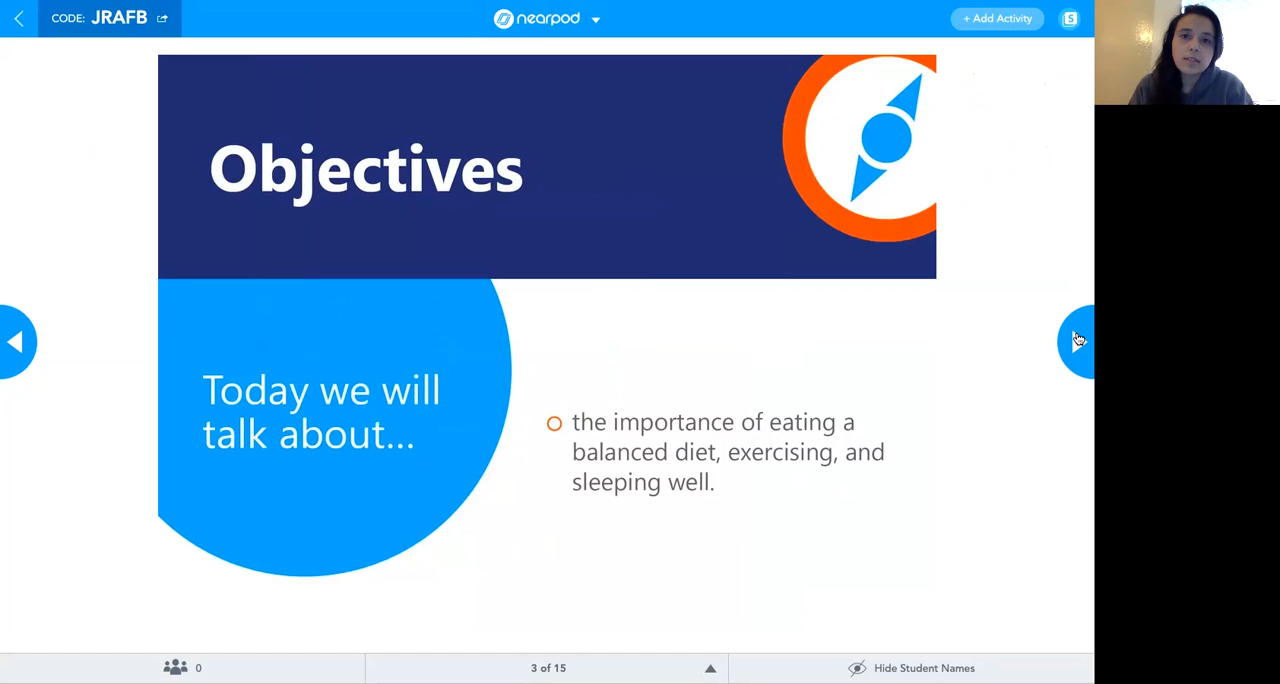 CODE: JRAFB
nearpod
+ Add Activity
S
Objectives
Today we will
talk about...
the importance of eating a
balanced diet, exercising, and
sleeping well.
0
3 of 15
Hide Student Names